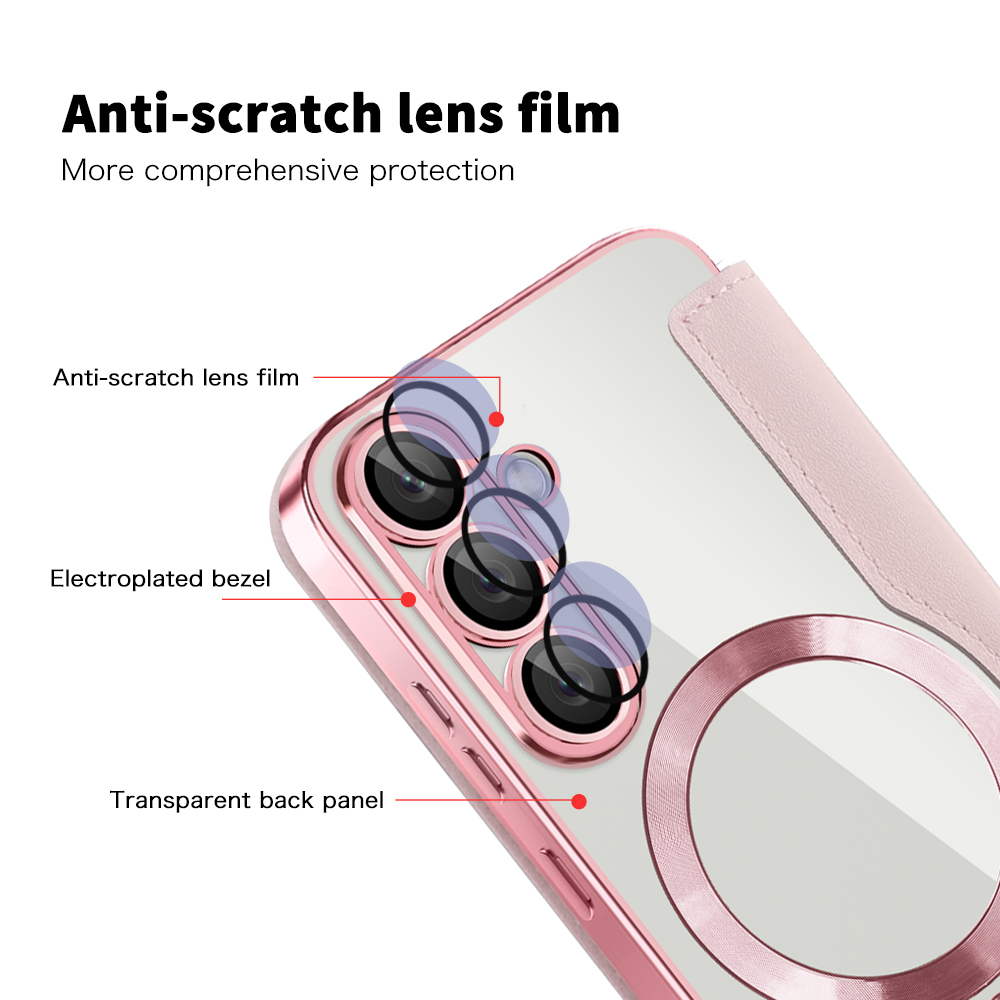 Anti-scratch lens film
More comprehensive protection
Anti-scratch lens film
Electroplated bezel
Transparent back panel